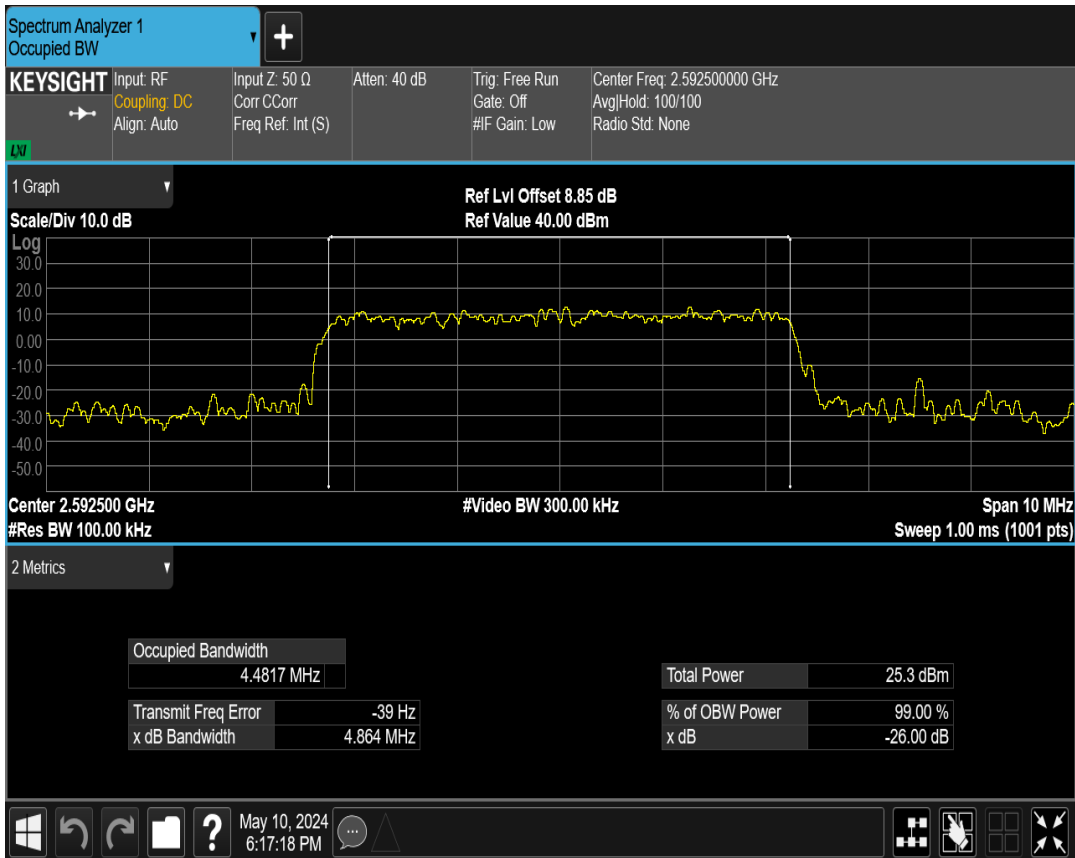 Spectrum Analyzer 1
Occupied BW
KEYSIGHT
LXI
Input: RF
Coupling: DC
Align: Auto
Input Z: 50 Ω
Corr CCorr
Freq Ref: Int (S)
Atten: 40 dB
Trig: Free Run
Gate: Off
#IF Gain: Low
Center Freq: 2.592500000 GHz
Avg|Hold: 100/100
Radio Std: None
1 Graph
Scale/Div 10.0 dB
Ref Lvl Offset 8.85 dB
Ref Value 40.00 dBm
Log
30.0
20.0
10.0
0.00
-10.0
-20.0
-30.0
-40.0
-50.0
Center 2.592500 GHz
#Video BW 300.00 kHz
Span 10 MHz
#Res BW 100.00 kHz
Sweep 1.00 ms (1001 pts)
2 Metrics
Occupied Bandwidth
4.4817 MHz
Total Power 25.3 dBm
Transmit Freq Error -39 Hz
% of OBW Power 99.00 %
x dB Bandwidth 4.864 MHz
x dB -26.00 dB
May 10, 2024
6:17:18 PM